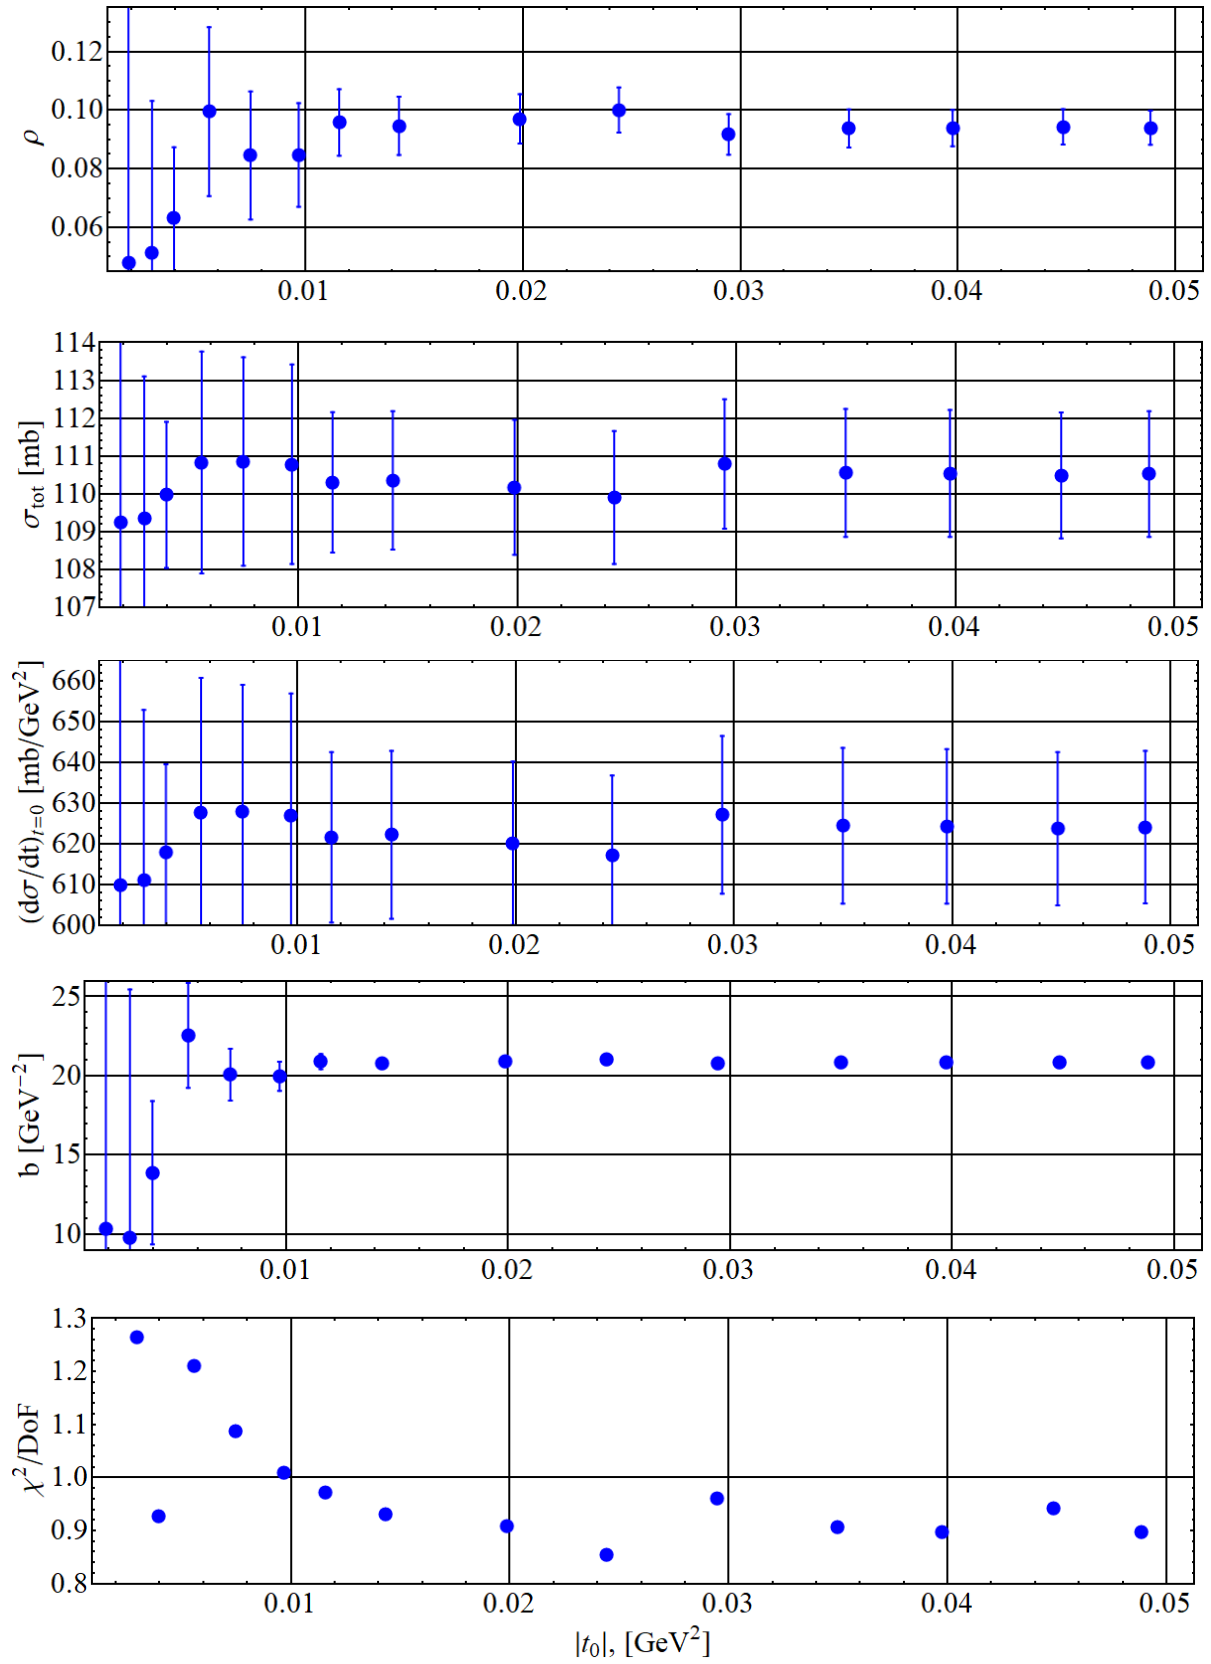 0.12
0.10
0.08
0.06
ρ
0.01 0.02 0.03 0.04 0.05
114
113
112
111
110
109
108
107
σtot [mb]
0.01 0.02 0.03 0.04 0.05
660
650
640
630
620
610
600
(dσ/dt)t=0 [mb/GeV²]
0.01 0.02 0.03 0.04 0.05
25
20
15
10
b [GeV⁻²]
0.01 0.02 0.03 0.04 0.05
1.3
1.2
1.1
1.0
0.9
0.8
χ²/DoF
0.01 0.02 0.03 0.04 0.05
|t₀|, [GeV²]